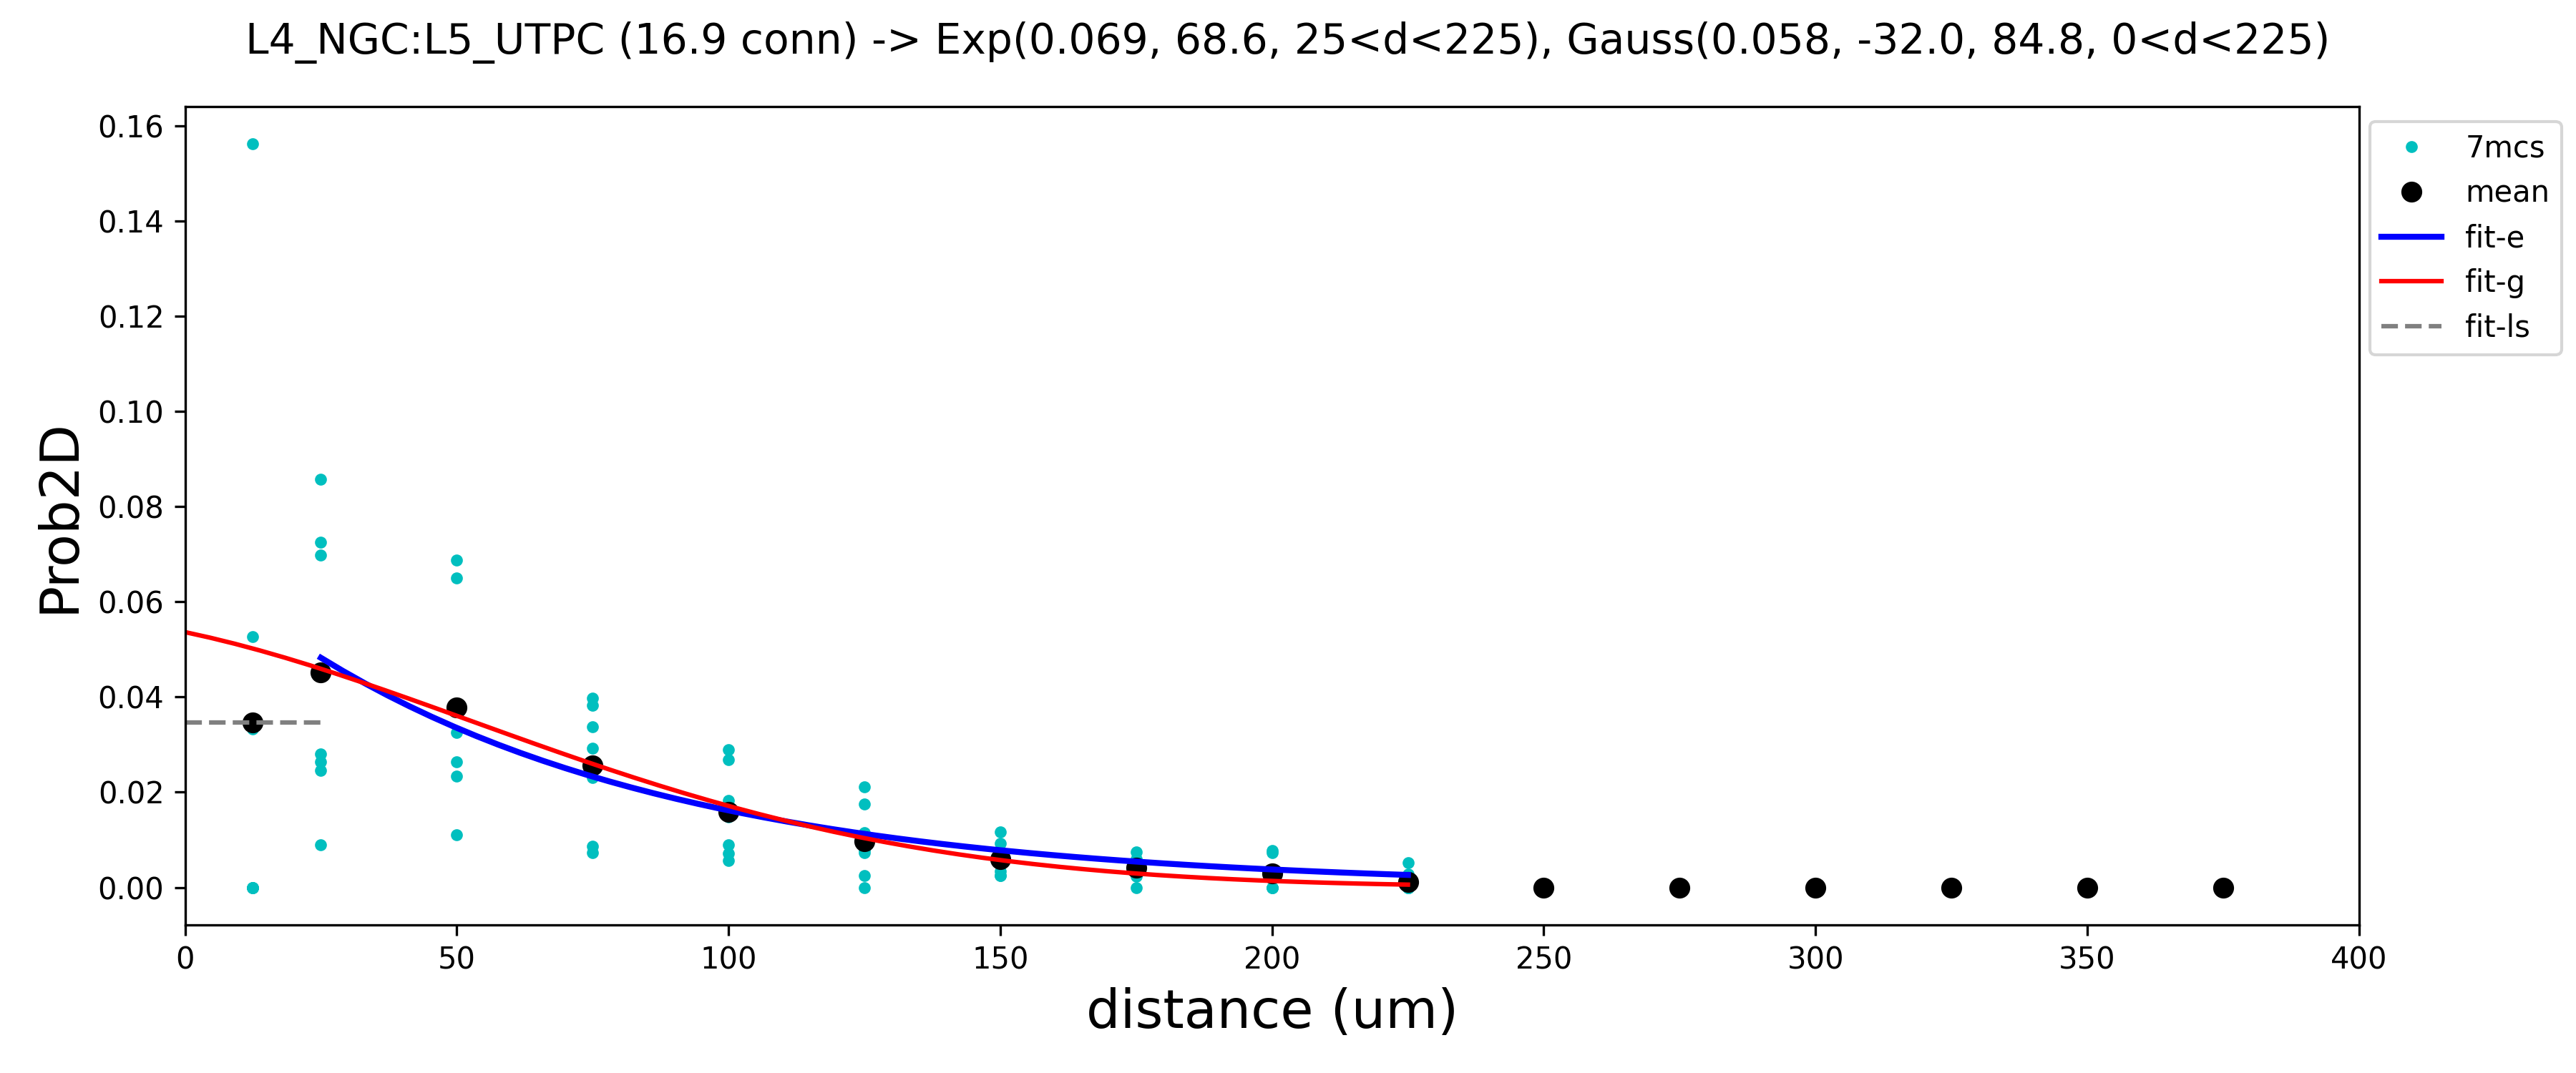 L4_NGC:L5_UTPC (16.9 conn) -> Exp(0.069, 68.6, 25<d<225), Gauss(0.058, -32.0, 84.8, 0<d<225)
0.16
0.14
0.12
0.10
0.08
0.06
0.04
0.02
0.00
Prob2D
0 50 100 150 200 250 300 350 400
distance (um)
7mcs
mean
fit-e
fit-g
fit-ls